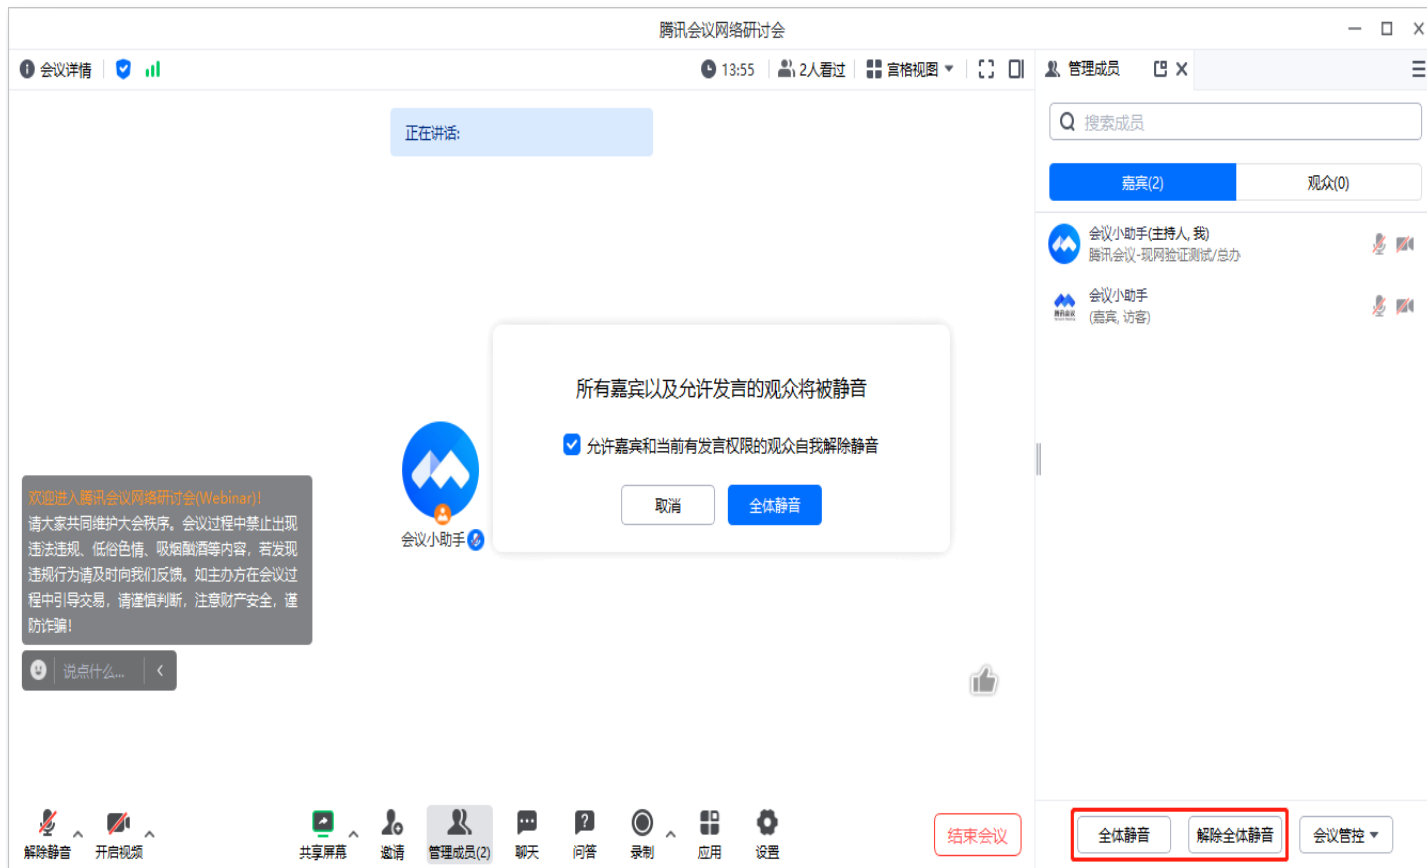 腾讯会议网络研讨会
会议详情
13:55
2人看过
宫格视图
管理成员
正在讲话:
搜索成员
嘉宾(2)
观众(0)
会议小助手(主持人, 我)
腾讯会议-现网验证测试/总办
会议小助手
(嘉宾, 访客)
所有嘉宾以及允许发言的观众将被静音
允许嘉宾和当前有发言权限的观众自我解除静音
取消
全体静音
会议小助手
欢迎进入腾讯会议网络研讨会(Webinar)!
请大家共同维护大会秩序。会议过程中禁止出现
违法违规、低俗色情、吸烟酗酒等内容，若发现
违规行为请及时向我们反馈。如主办方在会议过
程中引导交易，请谨慎判断，注意财产安全，谨
防诈骗!
说点什么...
解除静音
开启视频
共享屏幕
邀请
管理成员(2)
聊天
问答
录制
应用
设置
结束会议
全体静音
解除全体静音
会议管控